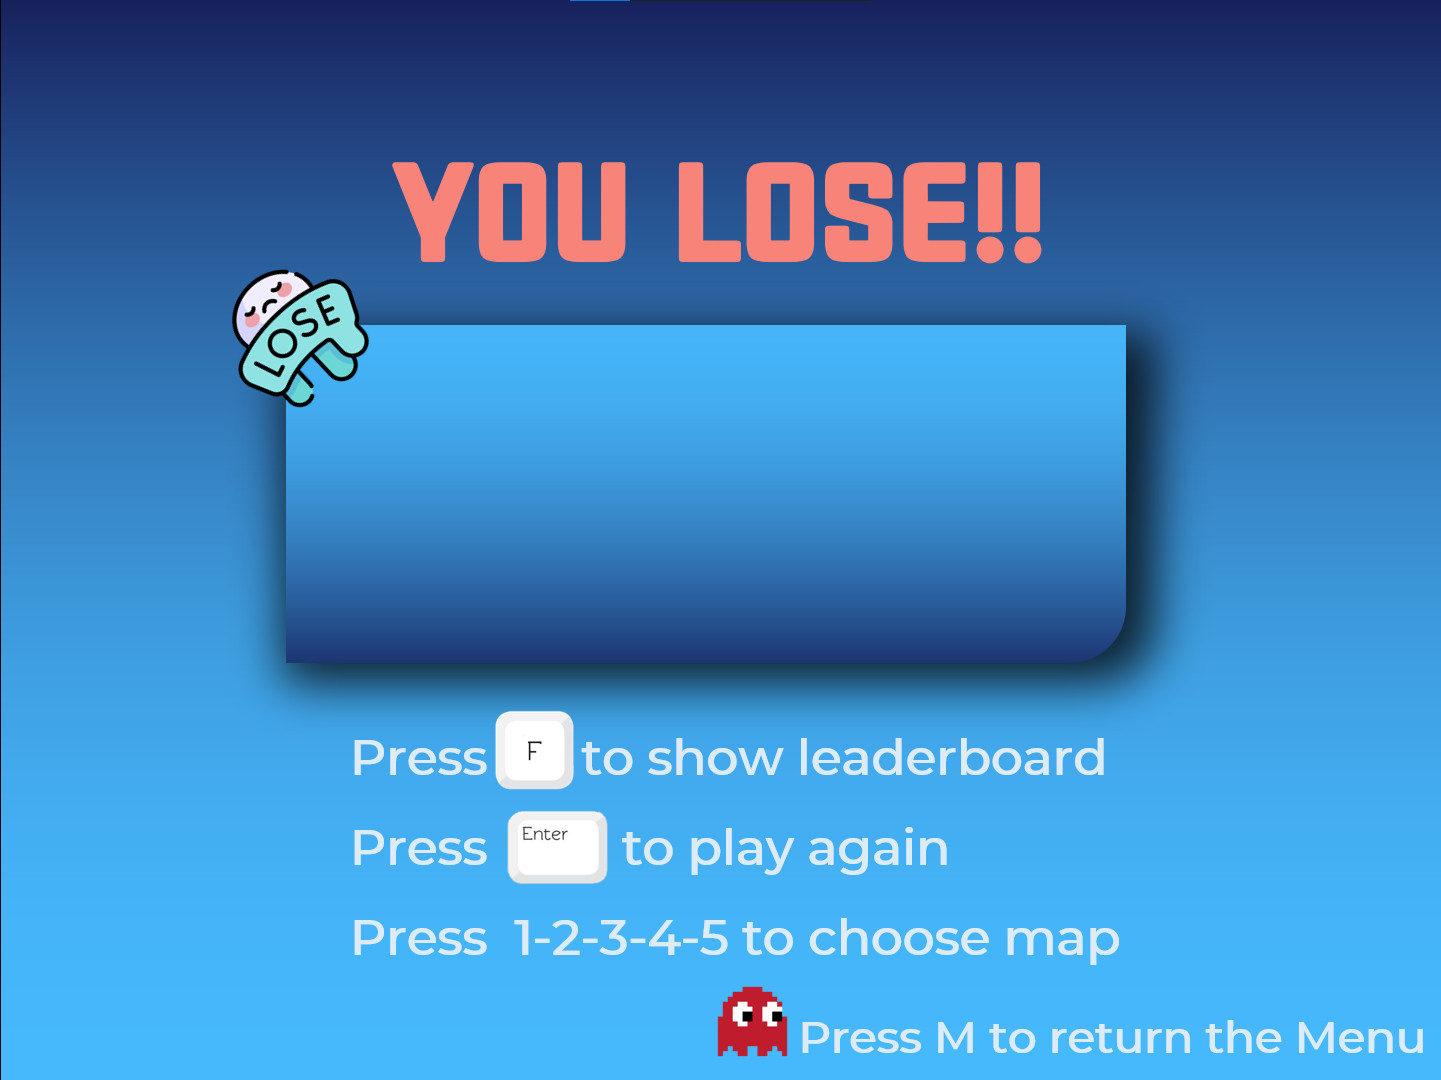 YOU LOSE!!
LOSE
Press F to show leaderboard
Press Enter to play again
Press 1-2-3-4-5 to choose map
Press M to return the Menu